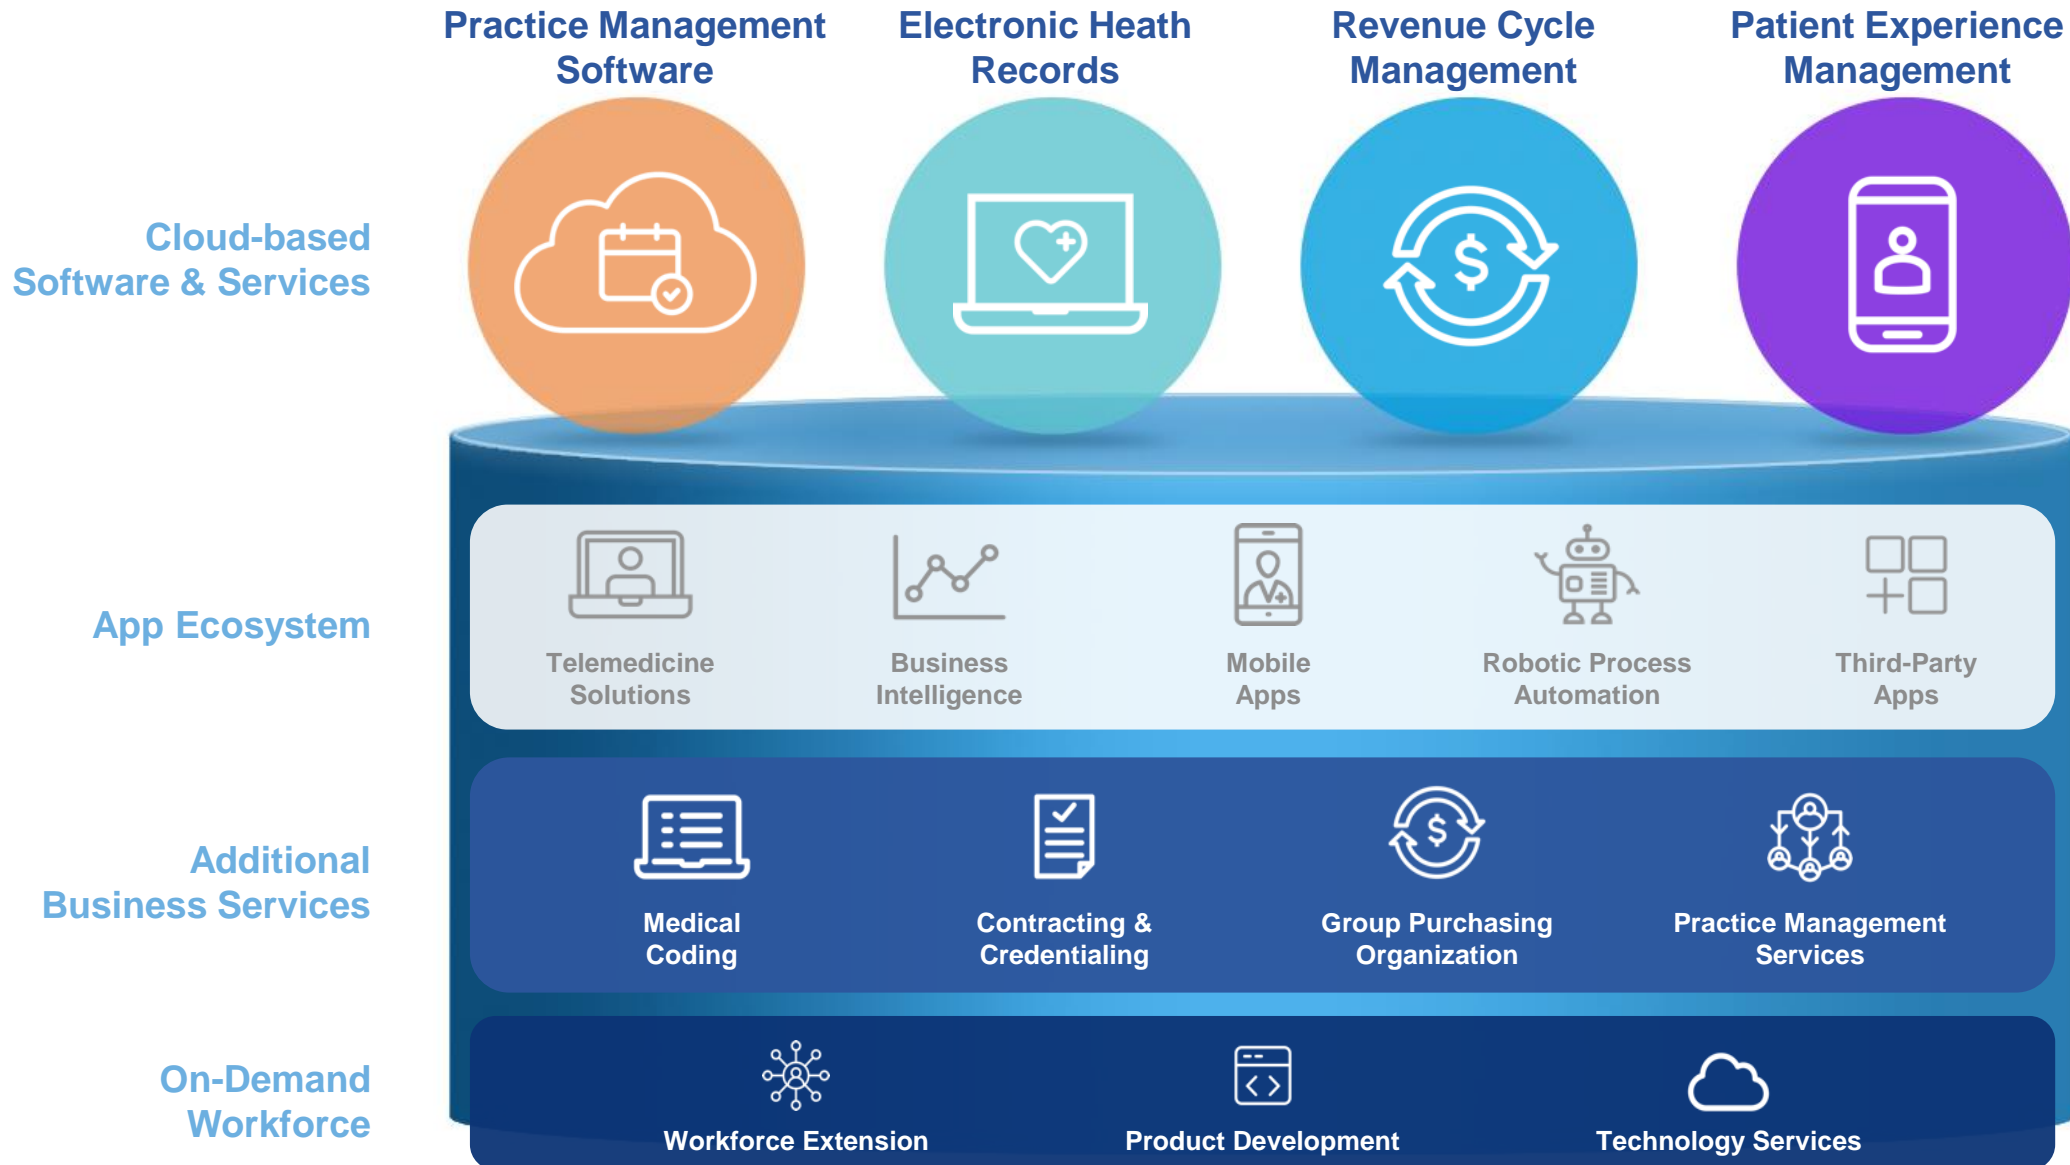 Practice Management
Software
Electronic Heath
Records
Revenue Cycle
Management
Patient Experience
Management
Cloud-based
Software & Services
App Ecosystem
Telemedicine
Solutions
Business
Intelligence
Mobile
Apps
Robotic Process
Automation
Third-Party
Apps
Additional
Business Services
Medical
Coding
Contracting &
Credentialing
Group Purchasing
Organization
Practice Management
Services
On-Demand
Workforce
Workforce Extension
Product Development
Technology Services